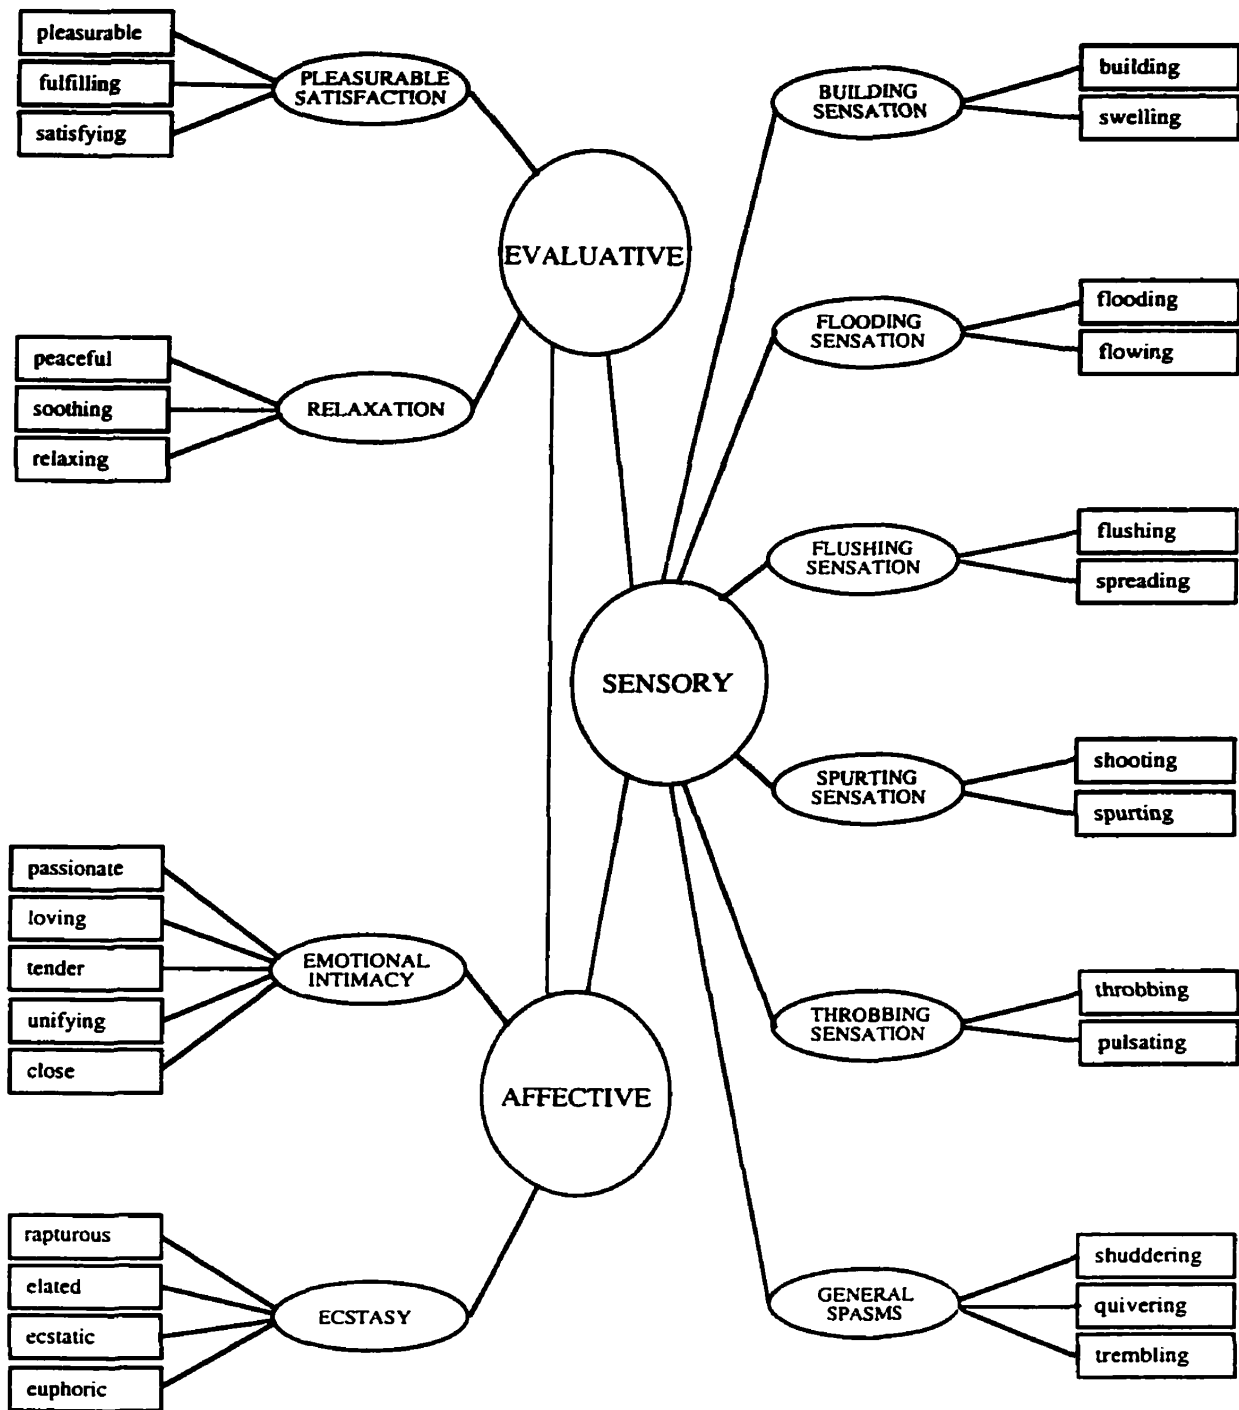 pleasurable
fulfilling
satisfying
PLEASURABLE
SATISFACTION
EVALUATIVE
peaceful
soothing
relaxing
RELAXATION
BUILDING
SENSATION
building
swelling
FLOODING
SENSATION
flooding
flowing
FLUSHING
SENSATION
flushing
spreading
SENSORY
SPURTING
SENSATION
shooting
spurting
THROBBING
SENSATION
throbbing
pulsating
GENERAL
SPASMS
shuddering
quivering
trembling
passionate
loving
tender
unifying
close
EMOTIONAL
INTIMACY
AFFECTIVE
rapturous
elated
ecstatic
euphoric
ECSTASY